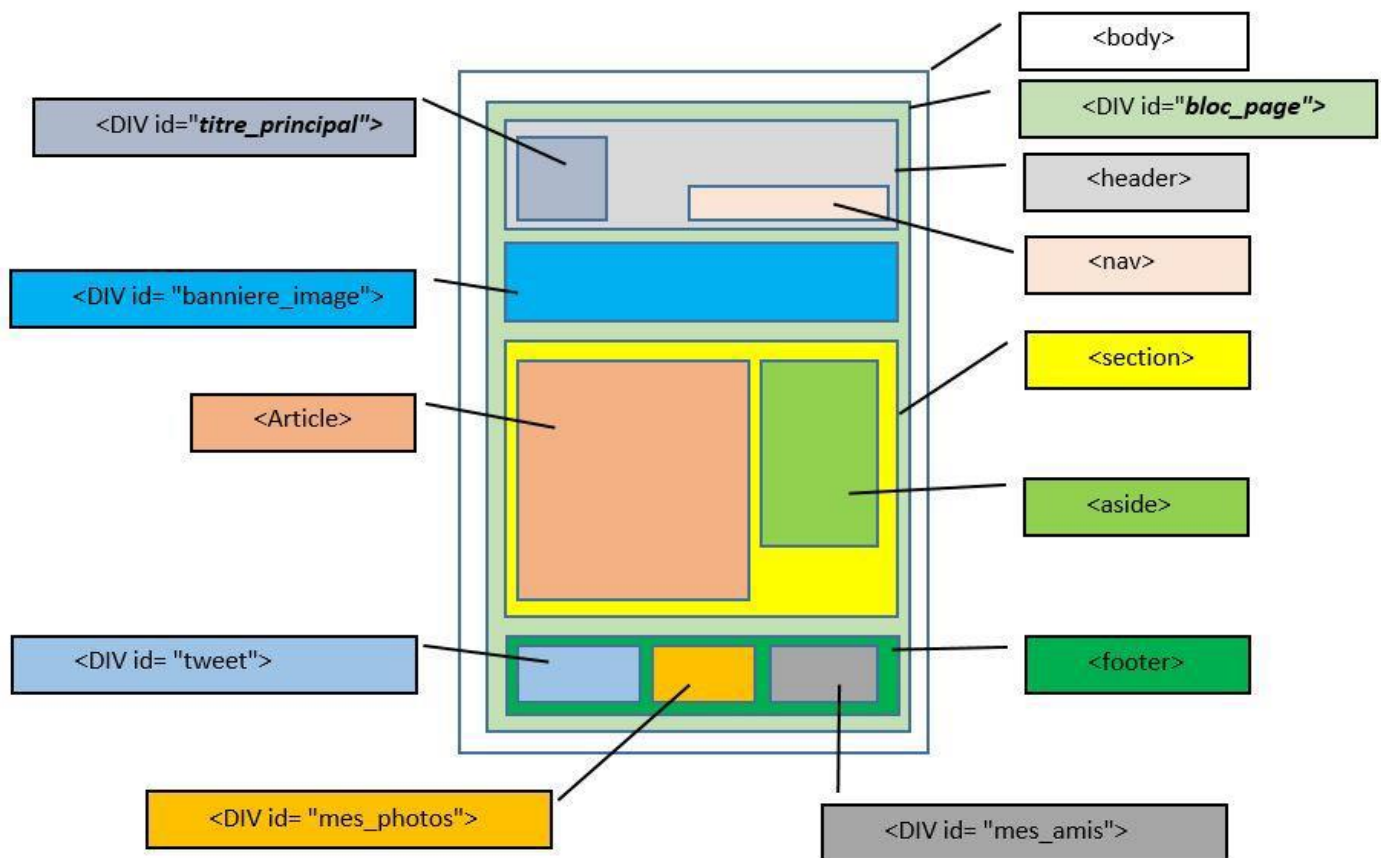 <body>
<DIV id="titre_principal">
<DIV id="bloc_page">
<header>
<nav>
<DIV id= "banniere_image">
<section>
<Article>
<aside>
<DIV id= "tweet">
<footer>
<DIV id= "mes_photos">
<DIV id= "mes_amis">